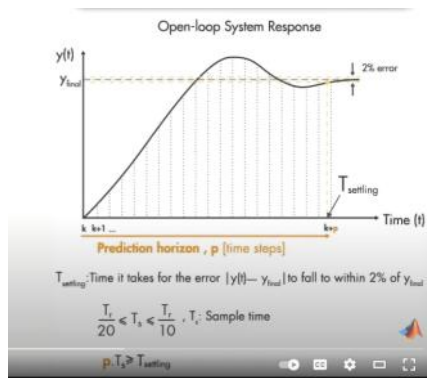 Open-loop System Response
y(t)
2% error
y_final
T_settling
Time (t)
k k+1 ... k+p
Prediction horizon , p [time steps]
T_settling: Time it takes for the error |y(t)— y_final| to fall to within 2% of y_final
T_r/20 ≤ T_s ≤ T_r/10 , T_s: Sample time
p.T_s ≥ T_settling
CC